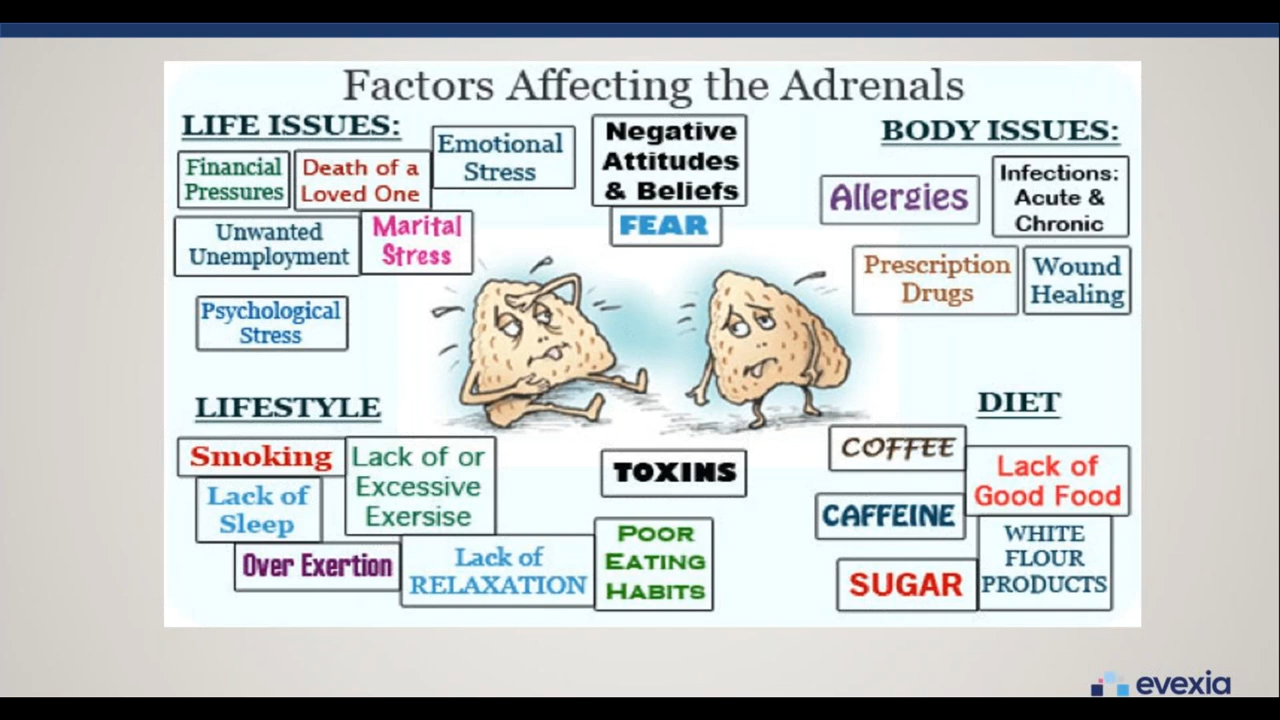 Factors Affecting the Adrenals
LIFE ISSUES:
Financial
Pressures
Death of a
Loved One
Emotional
Stress
Unwanted
Unemployment
Marital
Stress
Psychological
Stress
Negative
Attitudes
& Beliefs
FEAR
BODY ISSUES:
Allergies
Infections:
Acute &
Chronic
Prescription
Drugs
Wound
Healing
LIFESTYLE
Smoking
Lack of or
Excessive
Exersise
Lack of
Sleep
Over Exertion
Lack of
RELAXATION
TOXINS
POOR
EATING
HABITS
DIET
COFFEE
Lack of
Good Food
CAFFEINE
WHITE
FLOUR
PRODUCTS
SUGAR
evexia